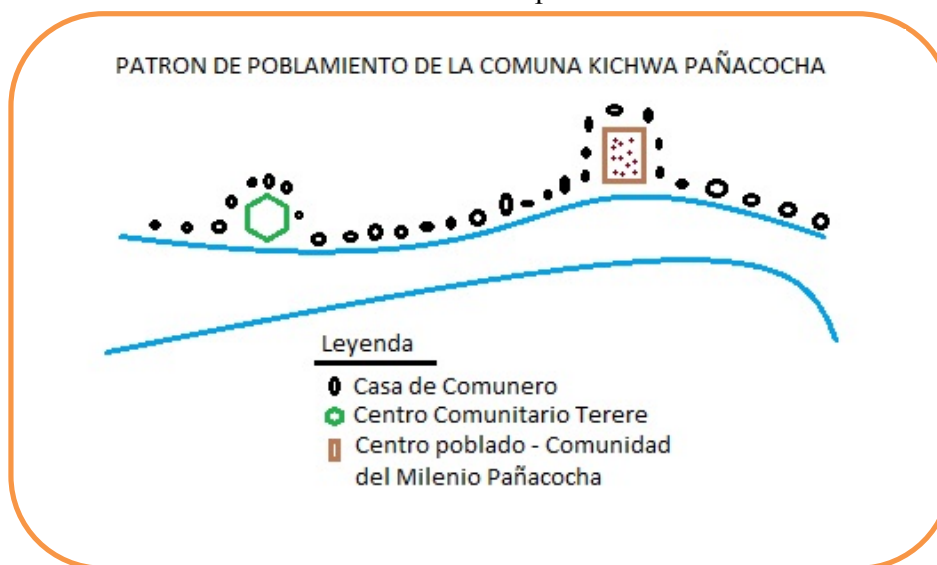 PATRON DE POBLAMIENTO DE LA COMUNA KICHWA PAÑACOCHA
Leyenda
Casa de Comunero
Centro Comunitario Terere
Centro poblado - Comunidad
del Milenio Pañacocha